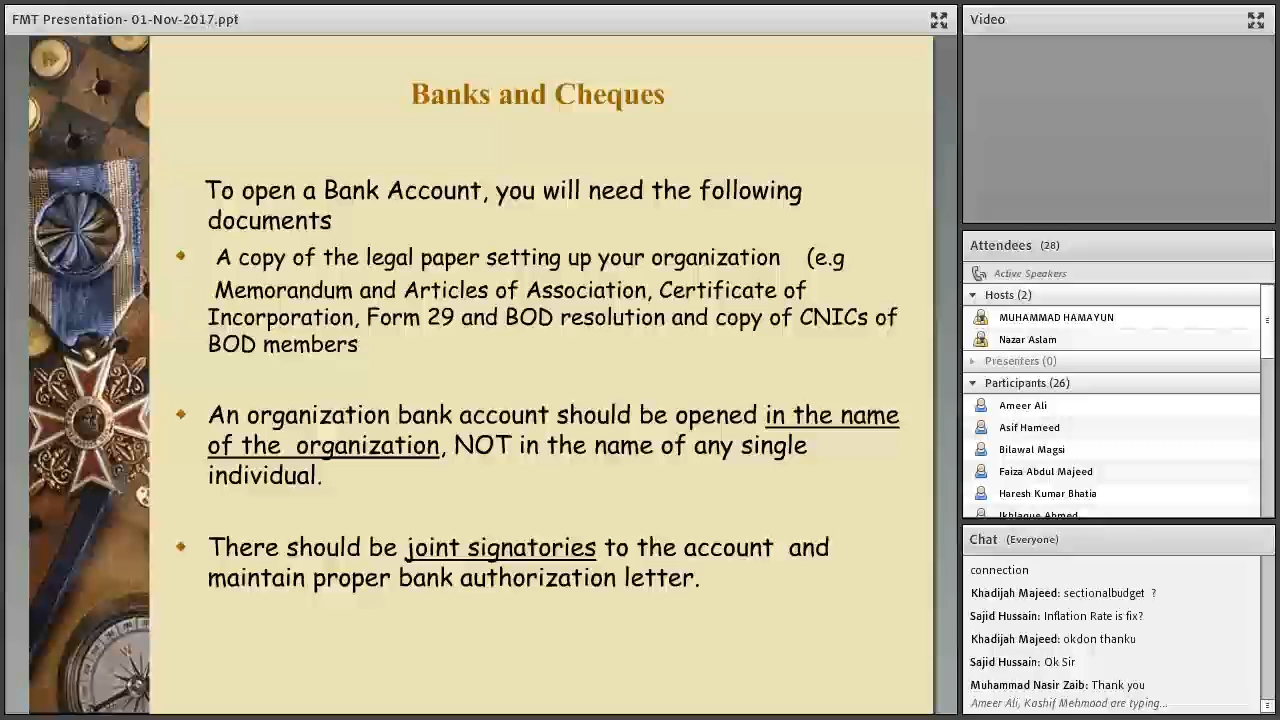 FMT Presentation- 01-Nov-2017.ppt
Banks and Cheques
To open a Bank Account, you will need the following
documents
A copy of the legal paper setting up your organization (e.g
Memorandum and Articles of Association, Certificate of
Incorporation, Form 29 and BOD resolution and copy of CNICs of
BOD members
An organization bank account should be opened in the name
of the organization, NOT in the name of any single
individual.
There should be joint signatories to the account and
maintain proper bank authorization letter.
Video
Attendees (28)
Active Speakers
Hosts (2)
MUHAMMAD HAMAYUN
Nazar Aslam
Presenters (0)
Participants (26)
Ameer Ali
Asif Hameed
Bilawal Magsi
Faiza Abdul Majeed
Haresh Kumar Bhatia
Ikhlaque Ahmed
Chat (Everyone)
connection
Khadijah Majeed: sectionalbudget ?
Sajid Hussain: Inflation Rate is fix?
Khadijah Majeed: okdon thanku
Sajid Hussain: Ok Sir
Muhammad Nasir Zaib: Thank you
Ameer Ali, Kashif Mehmood are typing...